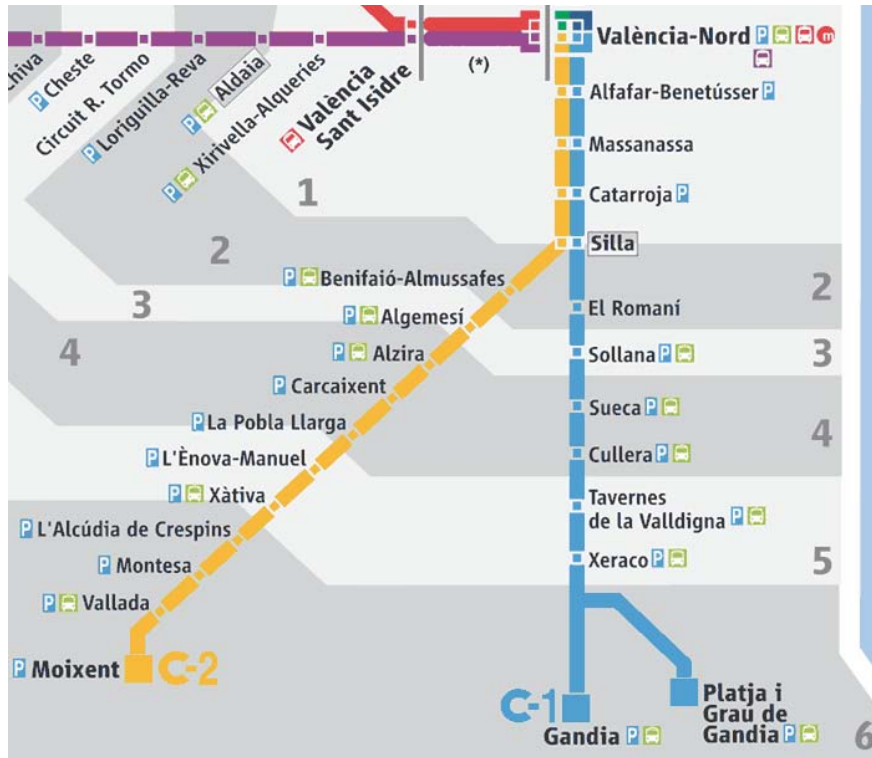 Chiva
P Cheste
Circuit R. Tormo
P Loriguilla-Reva
P Aldaia
P Xirivella-Alqueries
València
Sant Isidre
(*)
València-Nord P m
Alfafar-Benetússer P
Massanassa
Catarroja P
Silla
1
2
3
4
P Benifaió-Almussafes
P Algemesí
P Alzira
P Carcaixent
P La Pobla Llarga
P L'Ènova-Manuel
P Xàtiva
P L'Alcúdia de Crespins
P Montesa
P Vallada
P Moixent
C-2
2
El Romaní
Sollana P
3
Sueca P
4
Cullera P
Tavernes
de la Valldigna P
Xeraco P
5
C-1
Gandia P
Platja i
Grau de
Gandia P
6